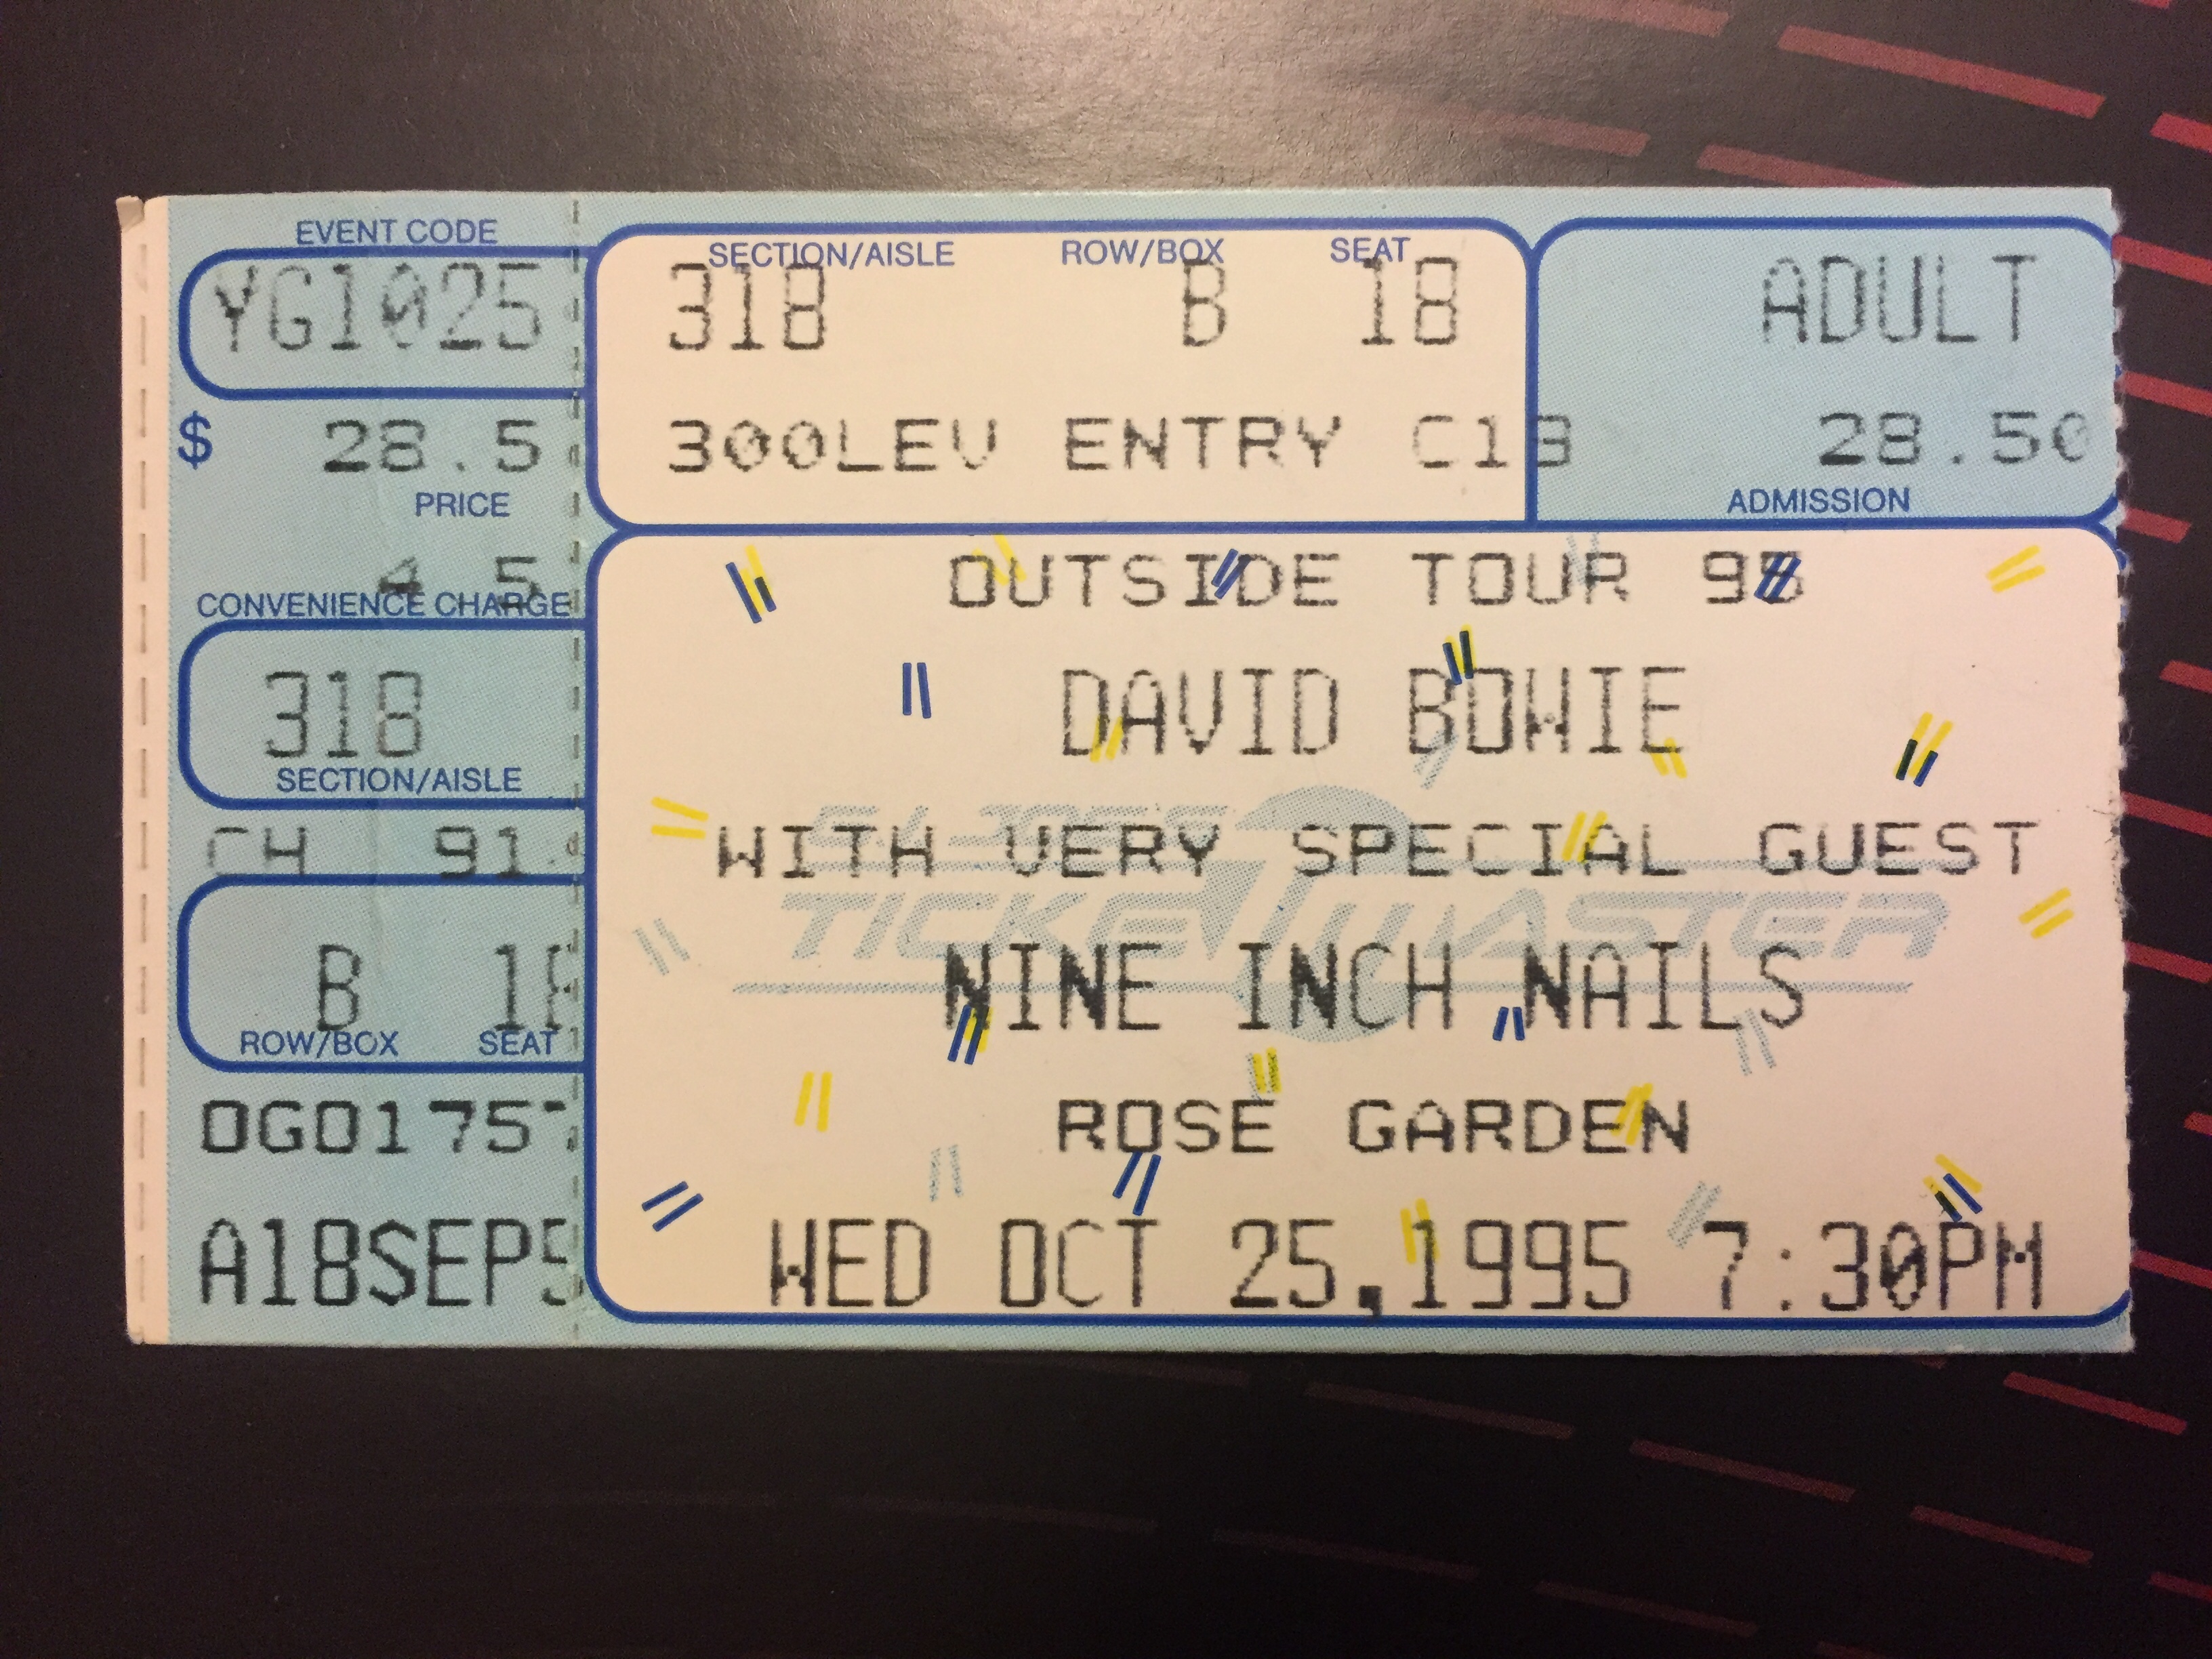 EVENT CODE
YG1025
$ 28.5
PRICE
4 5
CONVENIENCE CHARGE
318
SECTION/AISLE
CH 91
B 18
ROW/BOX SEAT
OGO1757
A18SEP5
SECTION/AISLE ROW/BOX SEAT
318 B 18
300LEV ENTRY C13
ADULT
28.50
ADMISSION
OUTSIDE TOUR 95
DAVID BOWIE
WITH VERY SPECIAL GUEST
TICKETMASTER
NINE INCH NAILS
ROSE GARDEN
WED OCT 25,1995 7:30PM